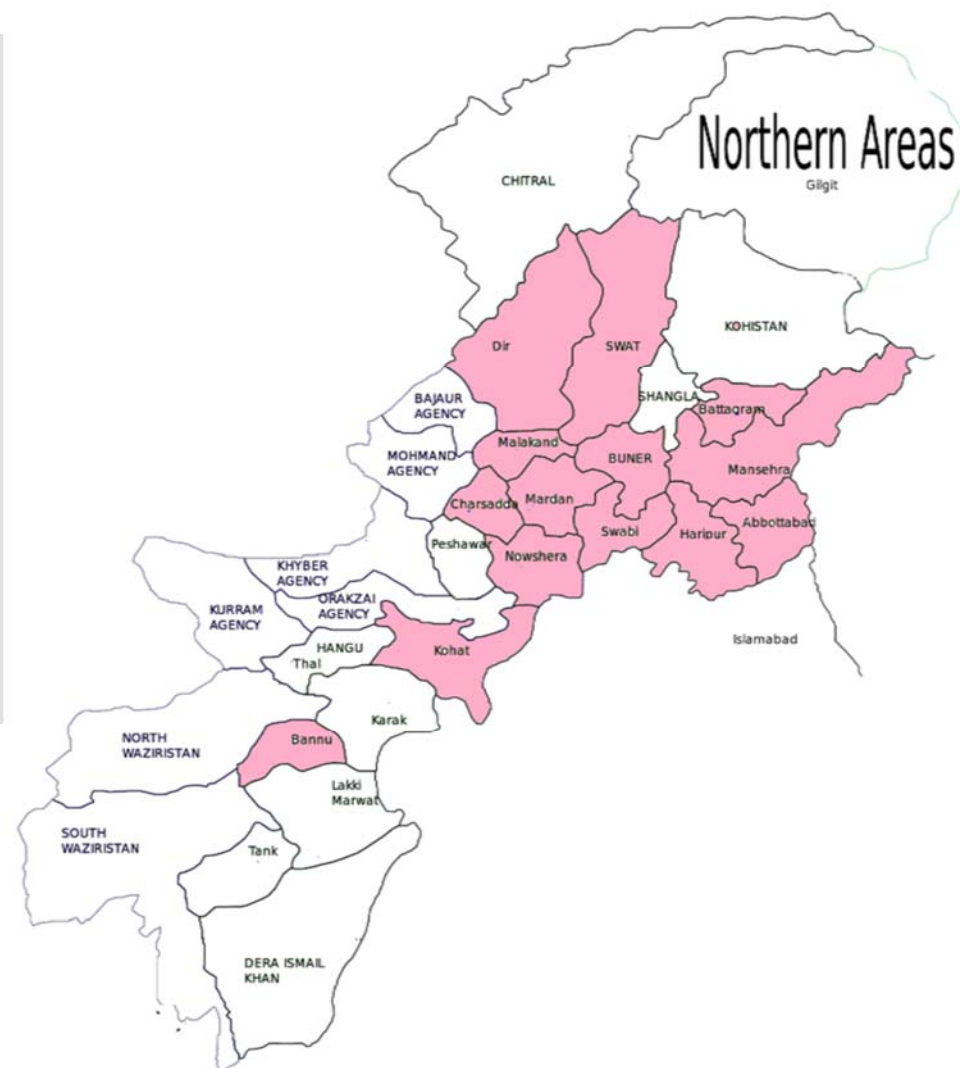 Northern Areas
Gilgit
CHITRAL
KOHISTAN
Dir
SWAT
SHANGLA
BAJAUR
AGENCY
Battagram
Malakand
MOHMAND
AGENCY
BUNER
Mansehra
Charsadda
Mardan
Swabi
Haripur
Abbottabad
Peshawar
Nowshera
KHYBER
AGENCY
ORAKZAI
AGENCY
KURRAM
AGENCY
Islamabad
HANGU
Thal
Kohat
Karak
NORTH
WAZIRISTAN
Bannu
Lakki
Marwat
SOUTH
WAZIRISTAN
Tank
DERA ISMAIL
KHAN